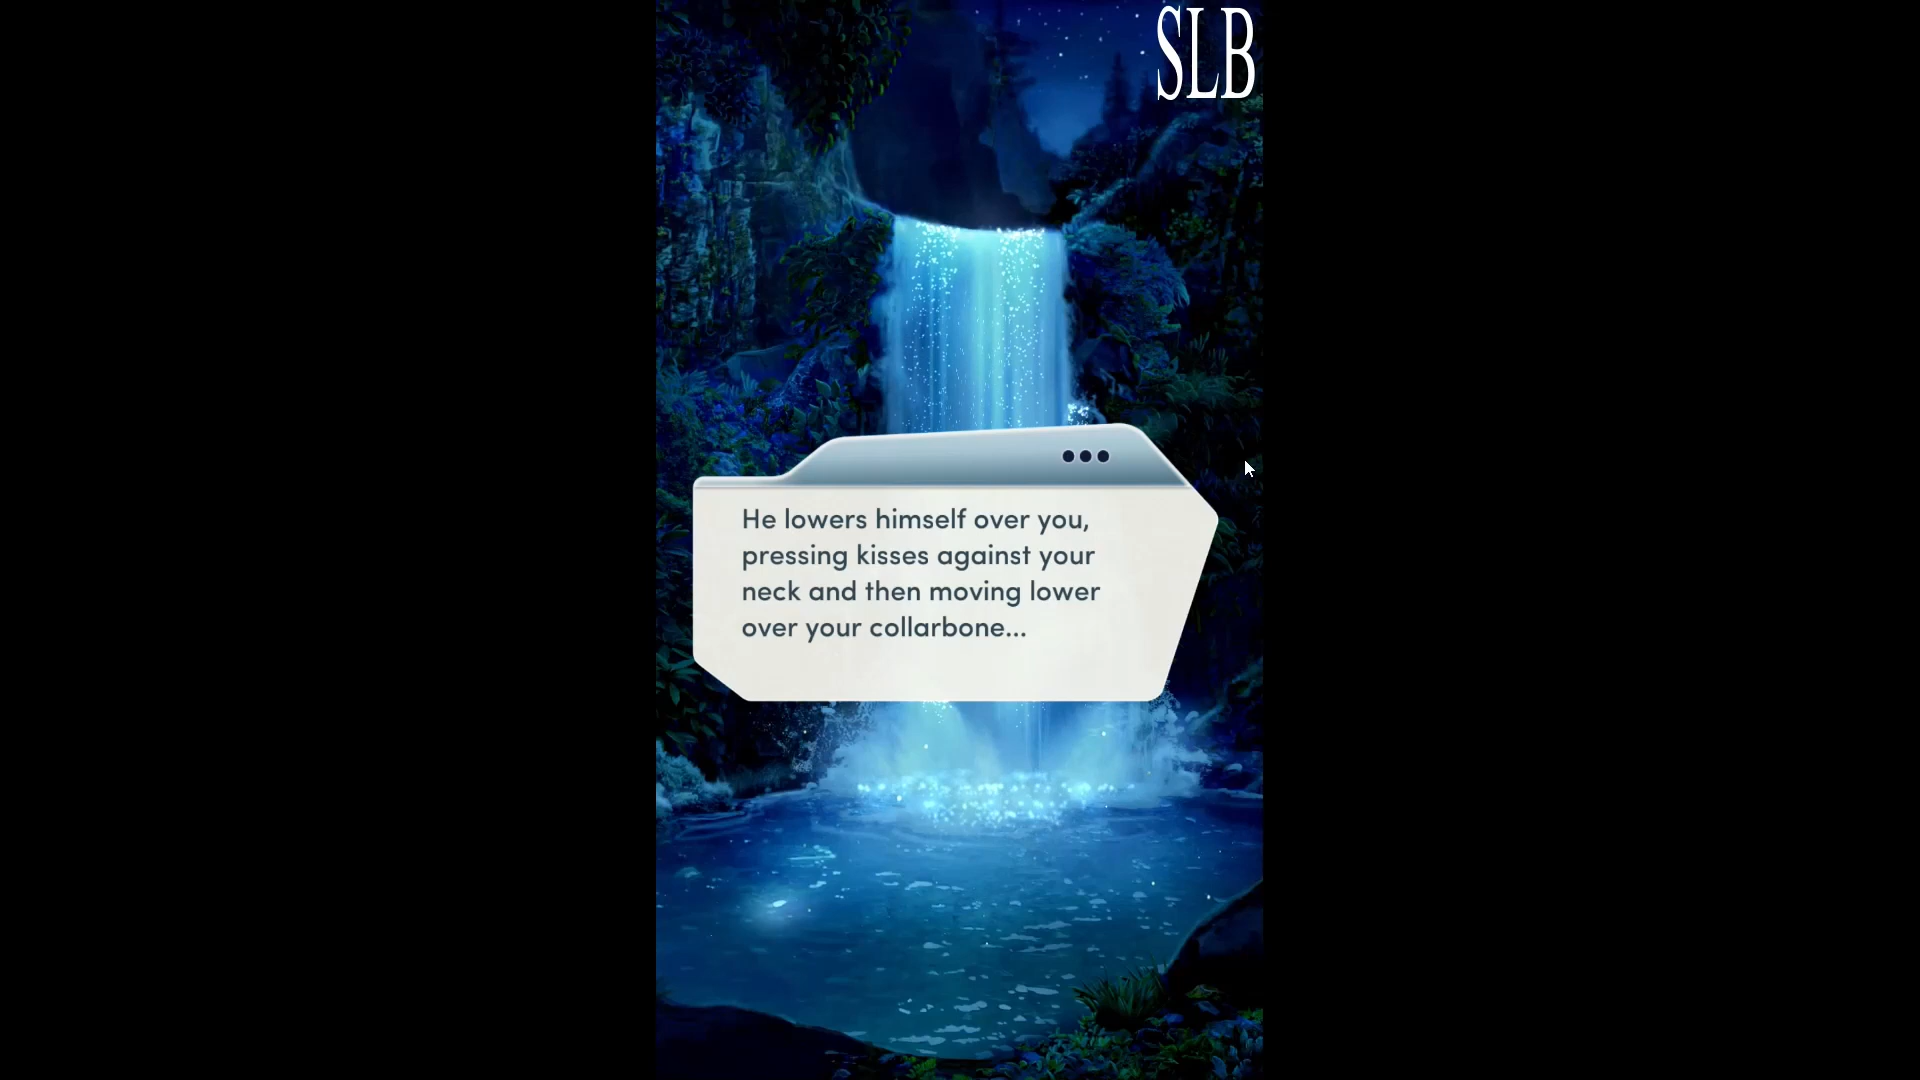 SLB
He lowers himself over you,
pressing kisses against your
neck and then moving lower
over your collarbone...